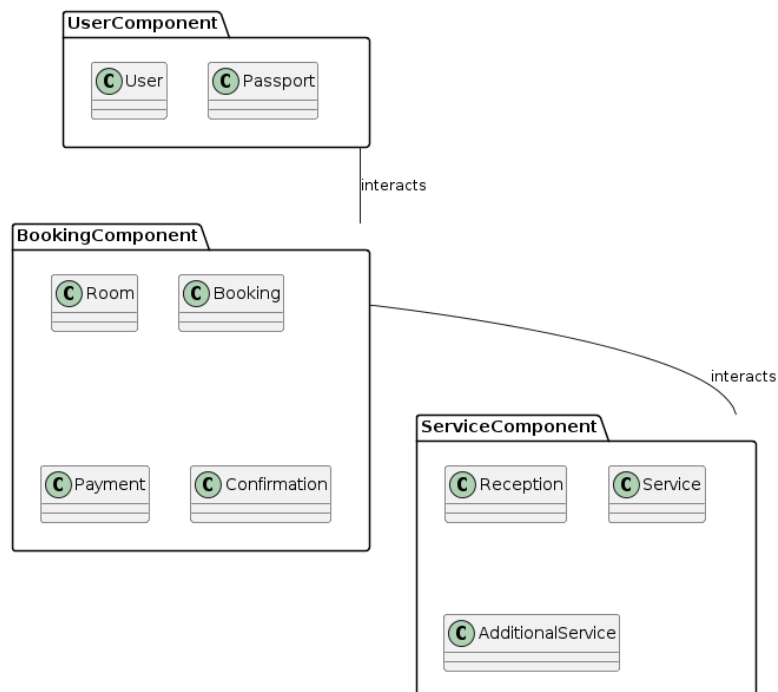 UserComponent
C User
C Passport
interacts
BookingComponent
C Room
C Booking
interacts
C Payment
C Confirmation
ServiceComponent
C Reception
C Service
C AdditionalService